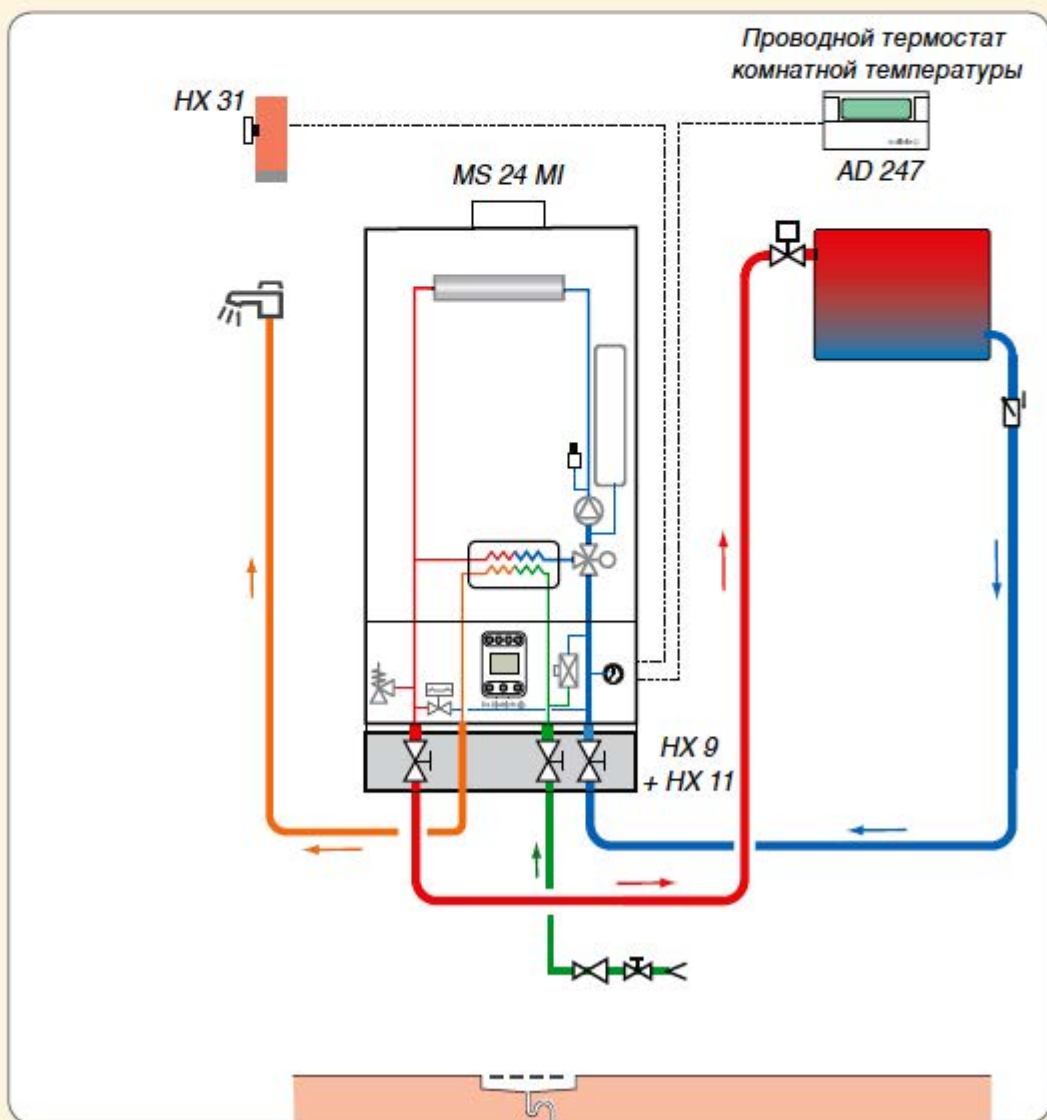 Проводной термостат
комнатной температуры
HX 31
AD 247
MS 24 MI
HX 9
+ HX 11